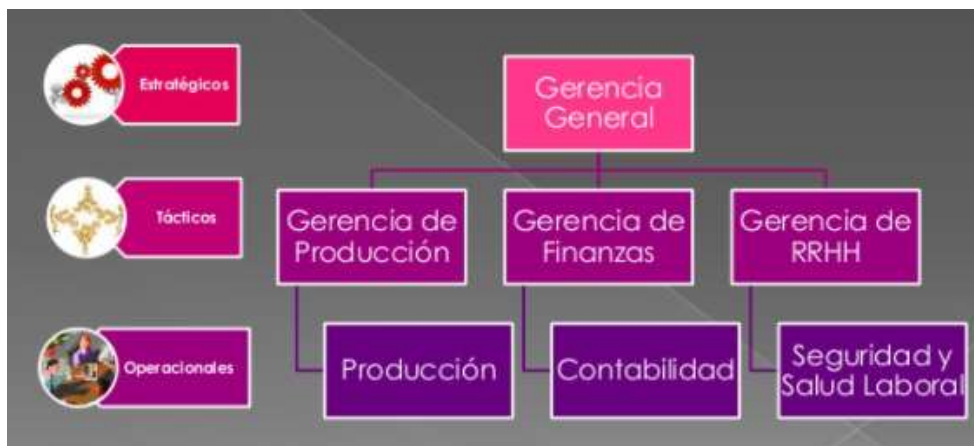 Estratégicos
Gerencia
General
Tácticos
Gerencia de
Producción
Gerencia de
Finanzas
Gerencia de
RRHH
Operacionales
Producción
Contabilidad
Seguridad y
Salud Laboral